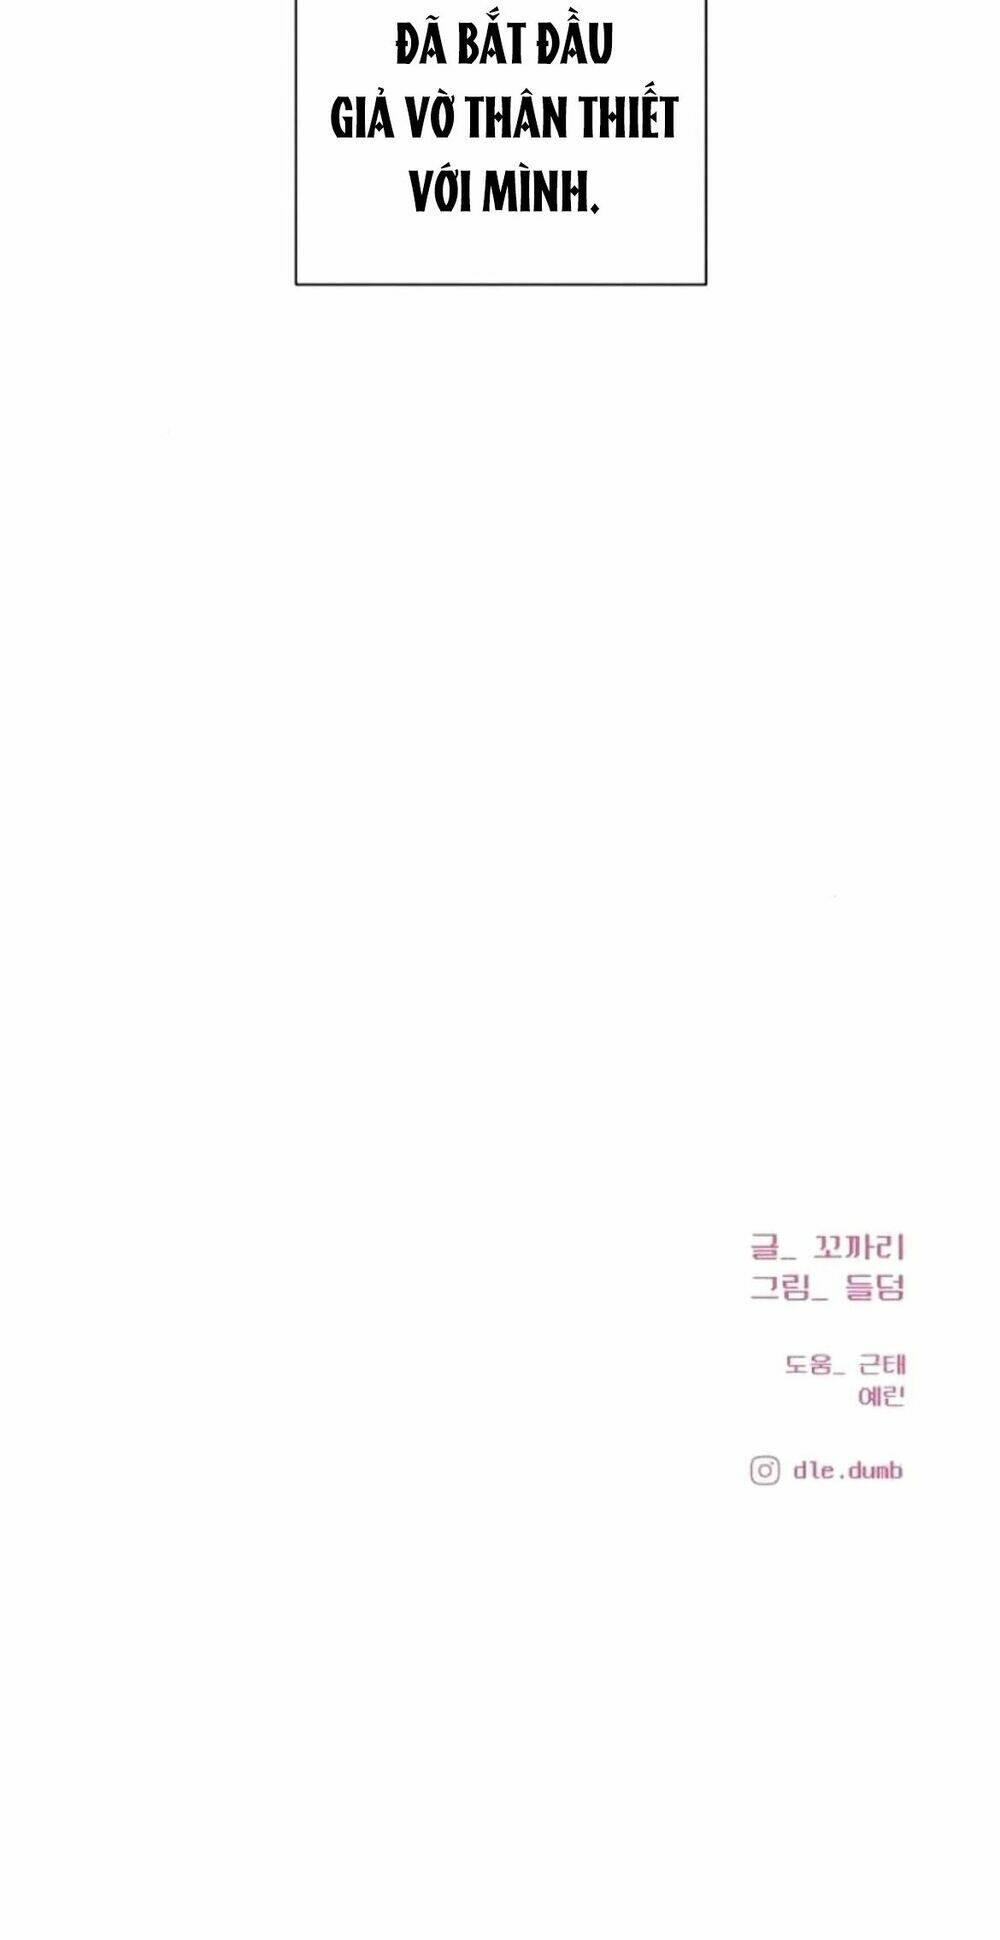 ĐÃ BẮT ĐẦU
GIẢ VỜ THÂN THIẾT
VỚI MÌNH.
글_ 꼬까리
그림_ 들덤
도움_ 근태
예린
dle.dumb